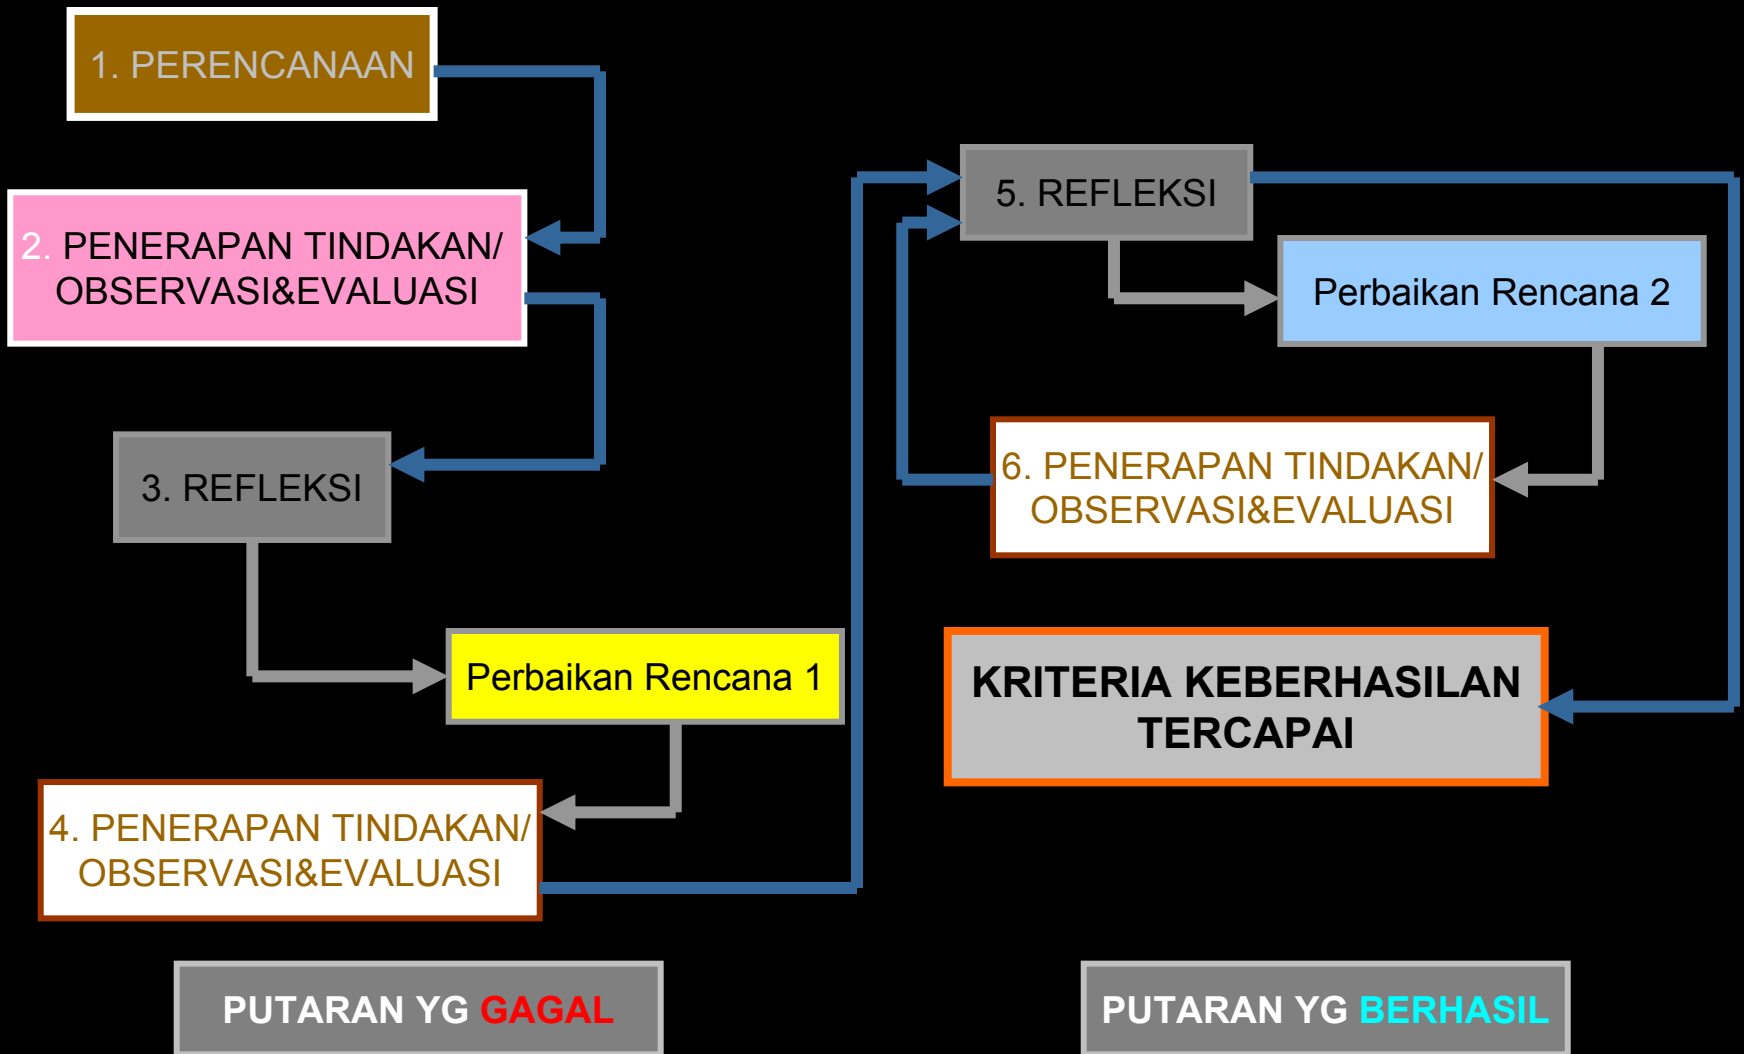 1. PERENCANAAN
2. PENERAPAN TINDAKAN/
OBSERVASI&EVALUASI
3. REFLEKSI
Perbaikan Rencana 1
4. PENERAPAN TINDAKAN/
OBSERVASI&EVALUASI
PUTARAN YG GAGAL
5. REFLEKSI
Perbaikan Rencana 2
6. PENERAPAN TINDAKAN/
OBSERVASI&EVALUASI
KRITERIA KEBERHASILAN
TERCAPAI
PUTARAN YG BERHASIL